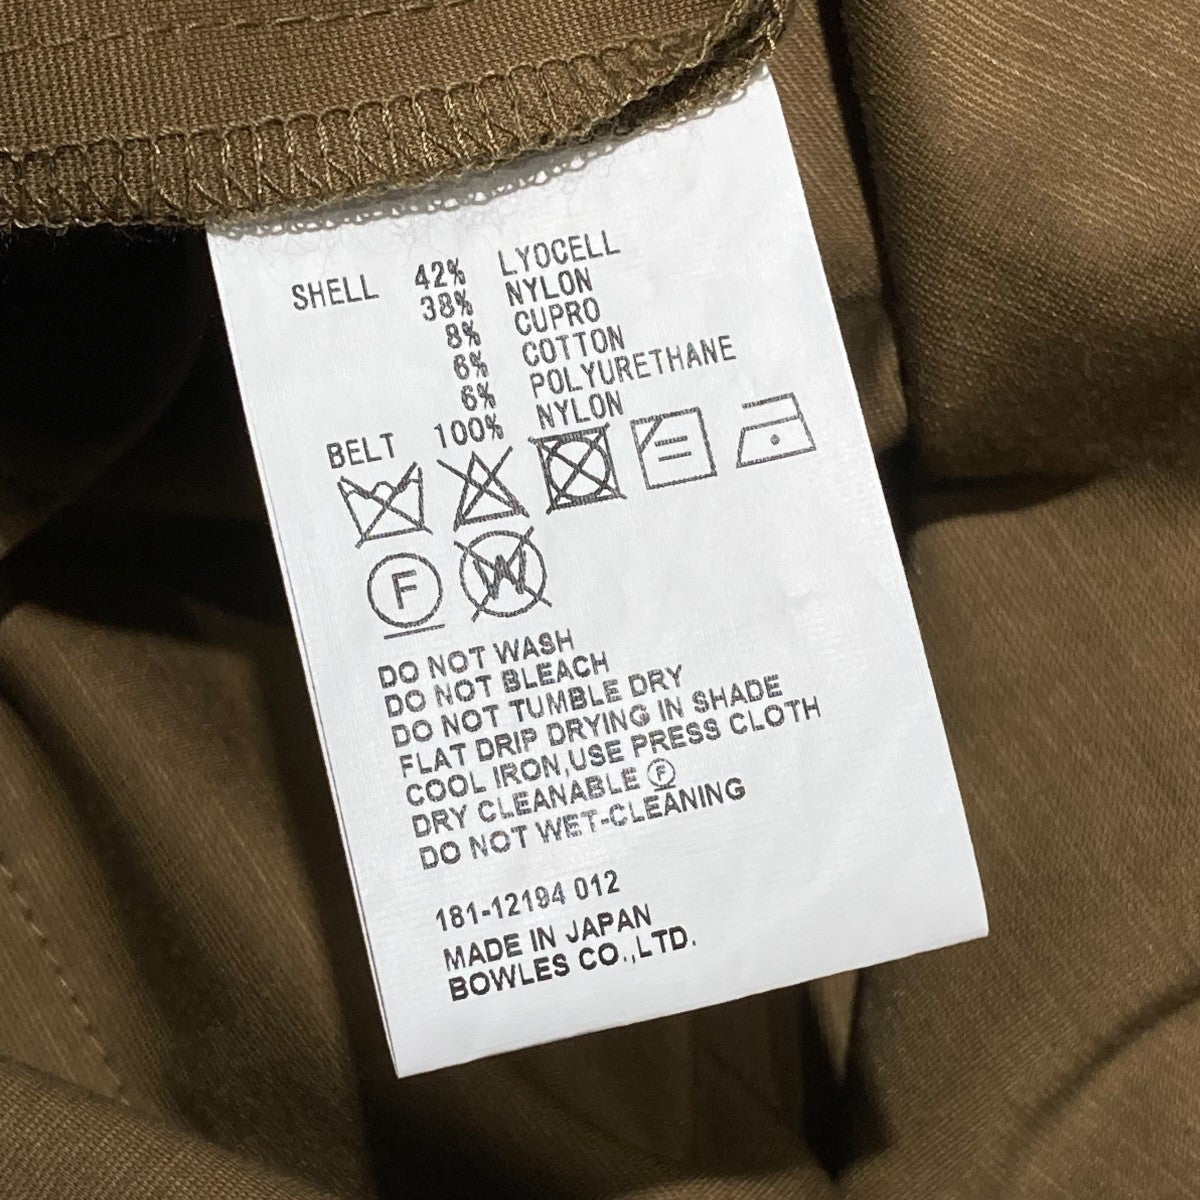 SHELL 42% LYOCELL
38% NYLON
8% CUPRO
6% COTTON
6% POLYURETHANE
BELT 100% NYLON
F W
DO NOT WASH
DO NOT BLEACH
DO NOT TUMBLE DRY
FLAT DRIP DRYING IN SHADE
COOL IRON,USE PRESS CLOTH
DRY CLEANABLE Ⓕ
DO NOT WET-CLEANING
181-12194 012
MADE IN JAPAN
BOWLES CO.,LTD.